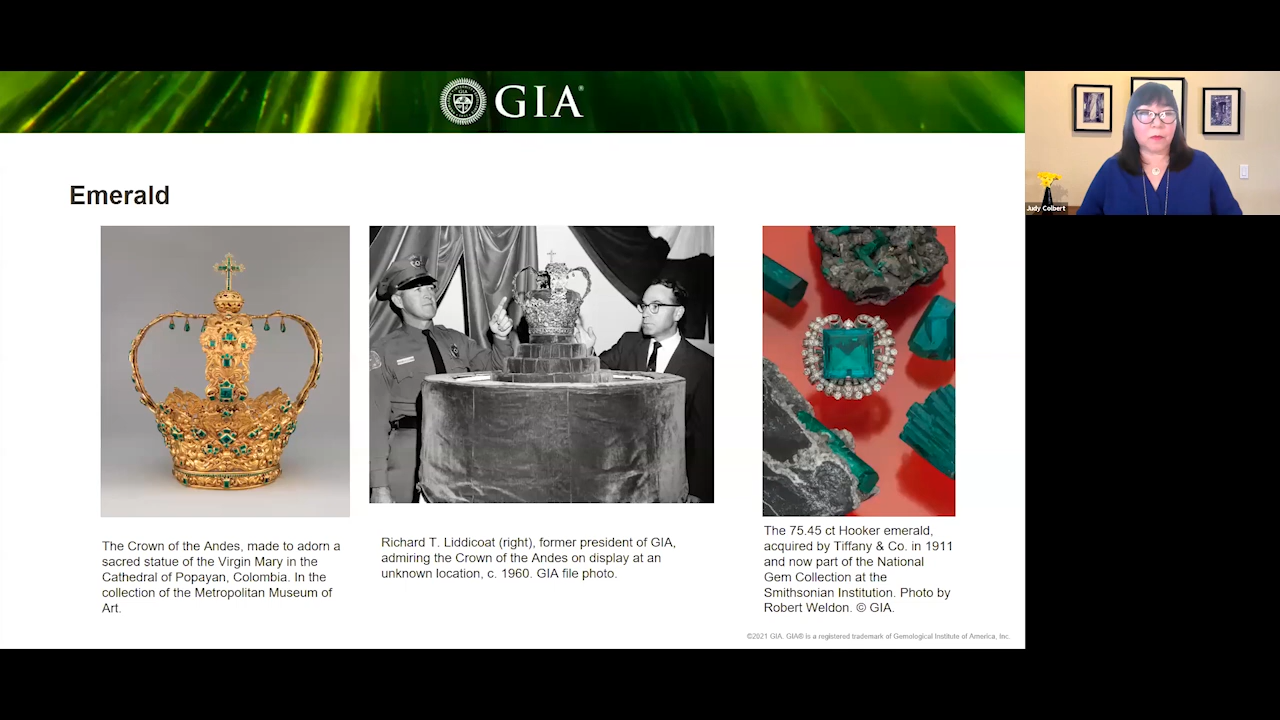 GIA
Emerald
The Crown of the Andes, made to adorn a
sacred statue of the Virgin Mary in the
Cathedral of Popayan, Colombia. In the
collection of the Metropolitan Museum of
Art.
Richard T. Liddicoat (right), former president of GIA,
admiring the Crown of the Andes on display at an
unknown location, c. 1960. GIA file photo.
The 75.45 ct Hooker emerald,
acquired by Tiffany & Co. in 1911
and now part of the National
Gem Collection at the
Smithsonian Institution. Photo by
Robert Weldon. © GIA.
©2021 GIA. GIA® is a registered trademark of Gemological Institute of America, Inc.
Judy Colbert